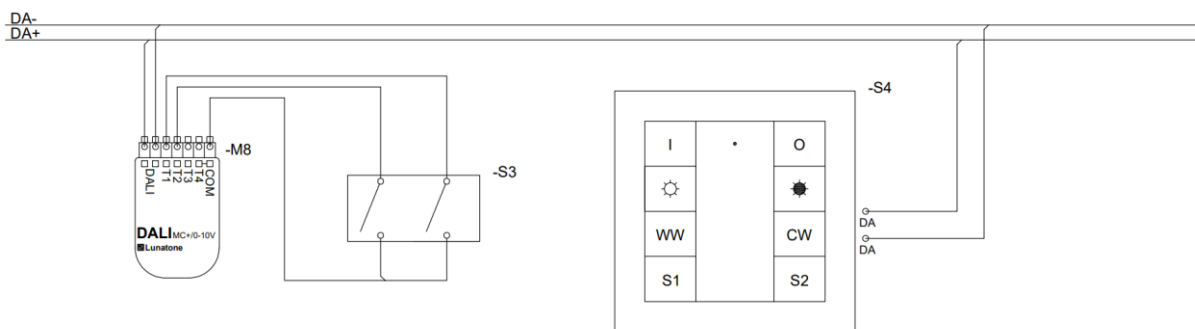 DA-
DA+
-S4
-M8
DALI
T1
T2
T3
T4
COM
-S3
DALI MC+/0-10V
Lunatone
I
O
WW
CW
S1
S2
DA
DA